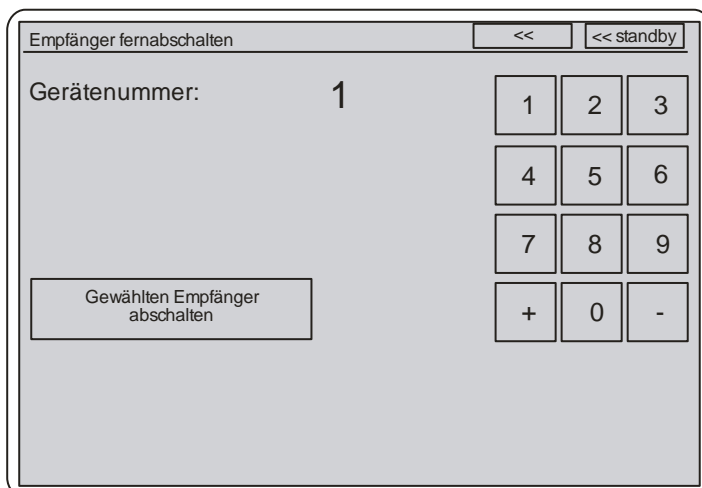 Empfänger fernabschalten << << standby
Gerätenummer: 1
1 2 3
4 5 6
7 8 9
Gewählten Empfänger
abschalten
+ 0 -